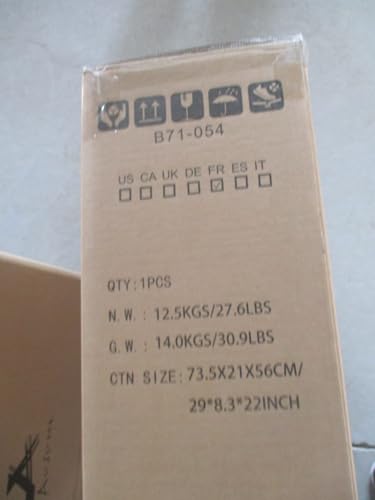 B71-054
US CA UK DE FR ES IT
QTY:1PCS
N.W.: 12.5KGS/27.6LBS
G.W.: 14.0KGS/30.9LBS
CTN SIZE: 73.5X21X56CM/
29*8.3*22INCH